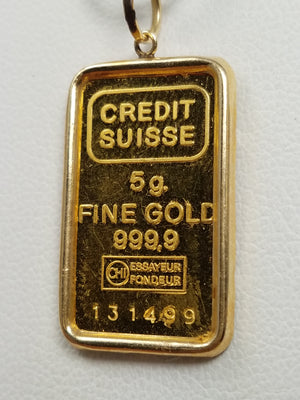 CREDIT
SUISSE
5g.
FINE GOLD
999,9
CHI ESSAYEUR
FONDEUR
131499